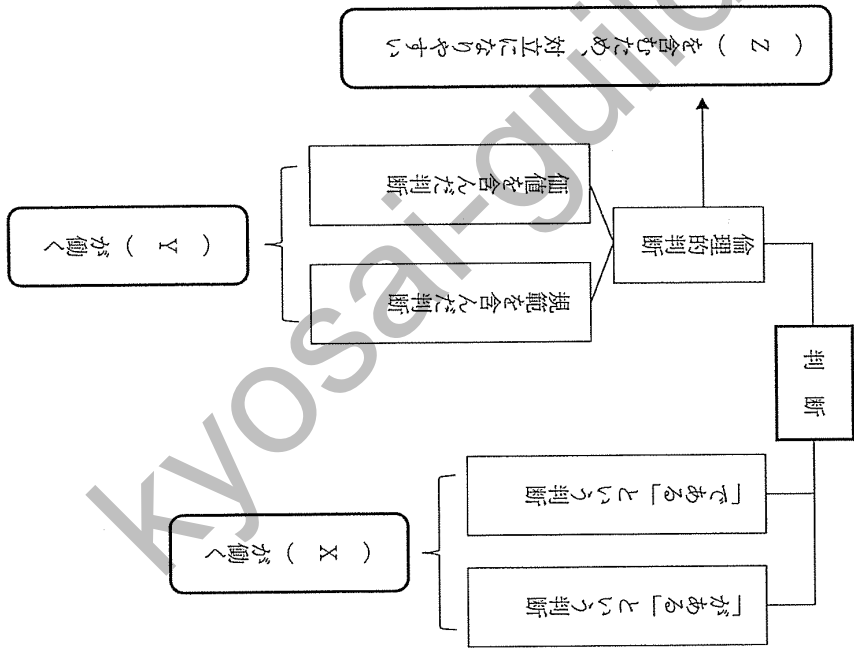 判断
「がある」という判断
「である」という判断
( X )が働く
倫理的判断
規範を含んだ判断
価値を含んだ判断
( Y )が働く
( Z )を含むため、対立になりやすい
kyosai-guild